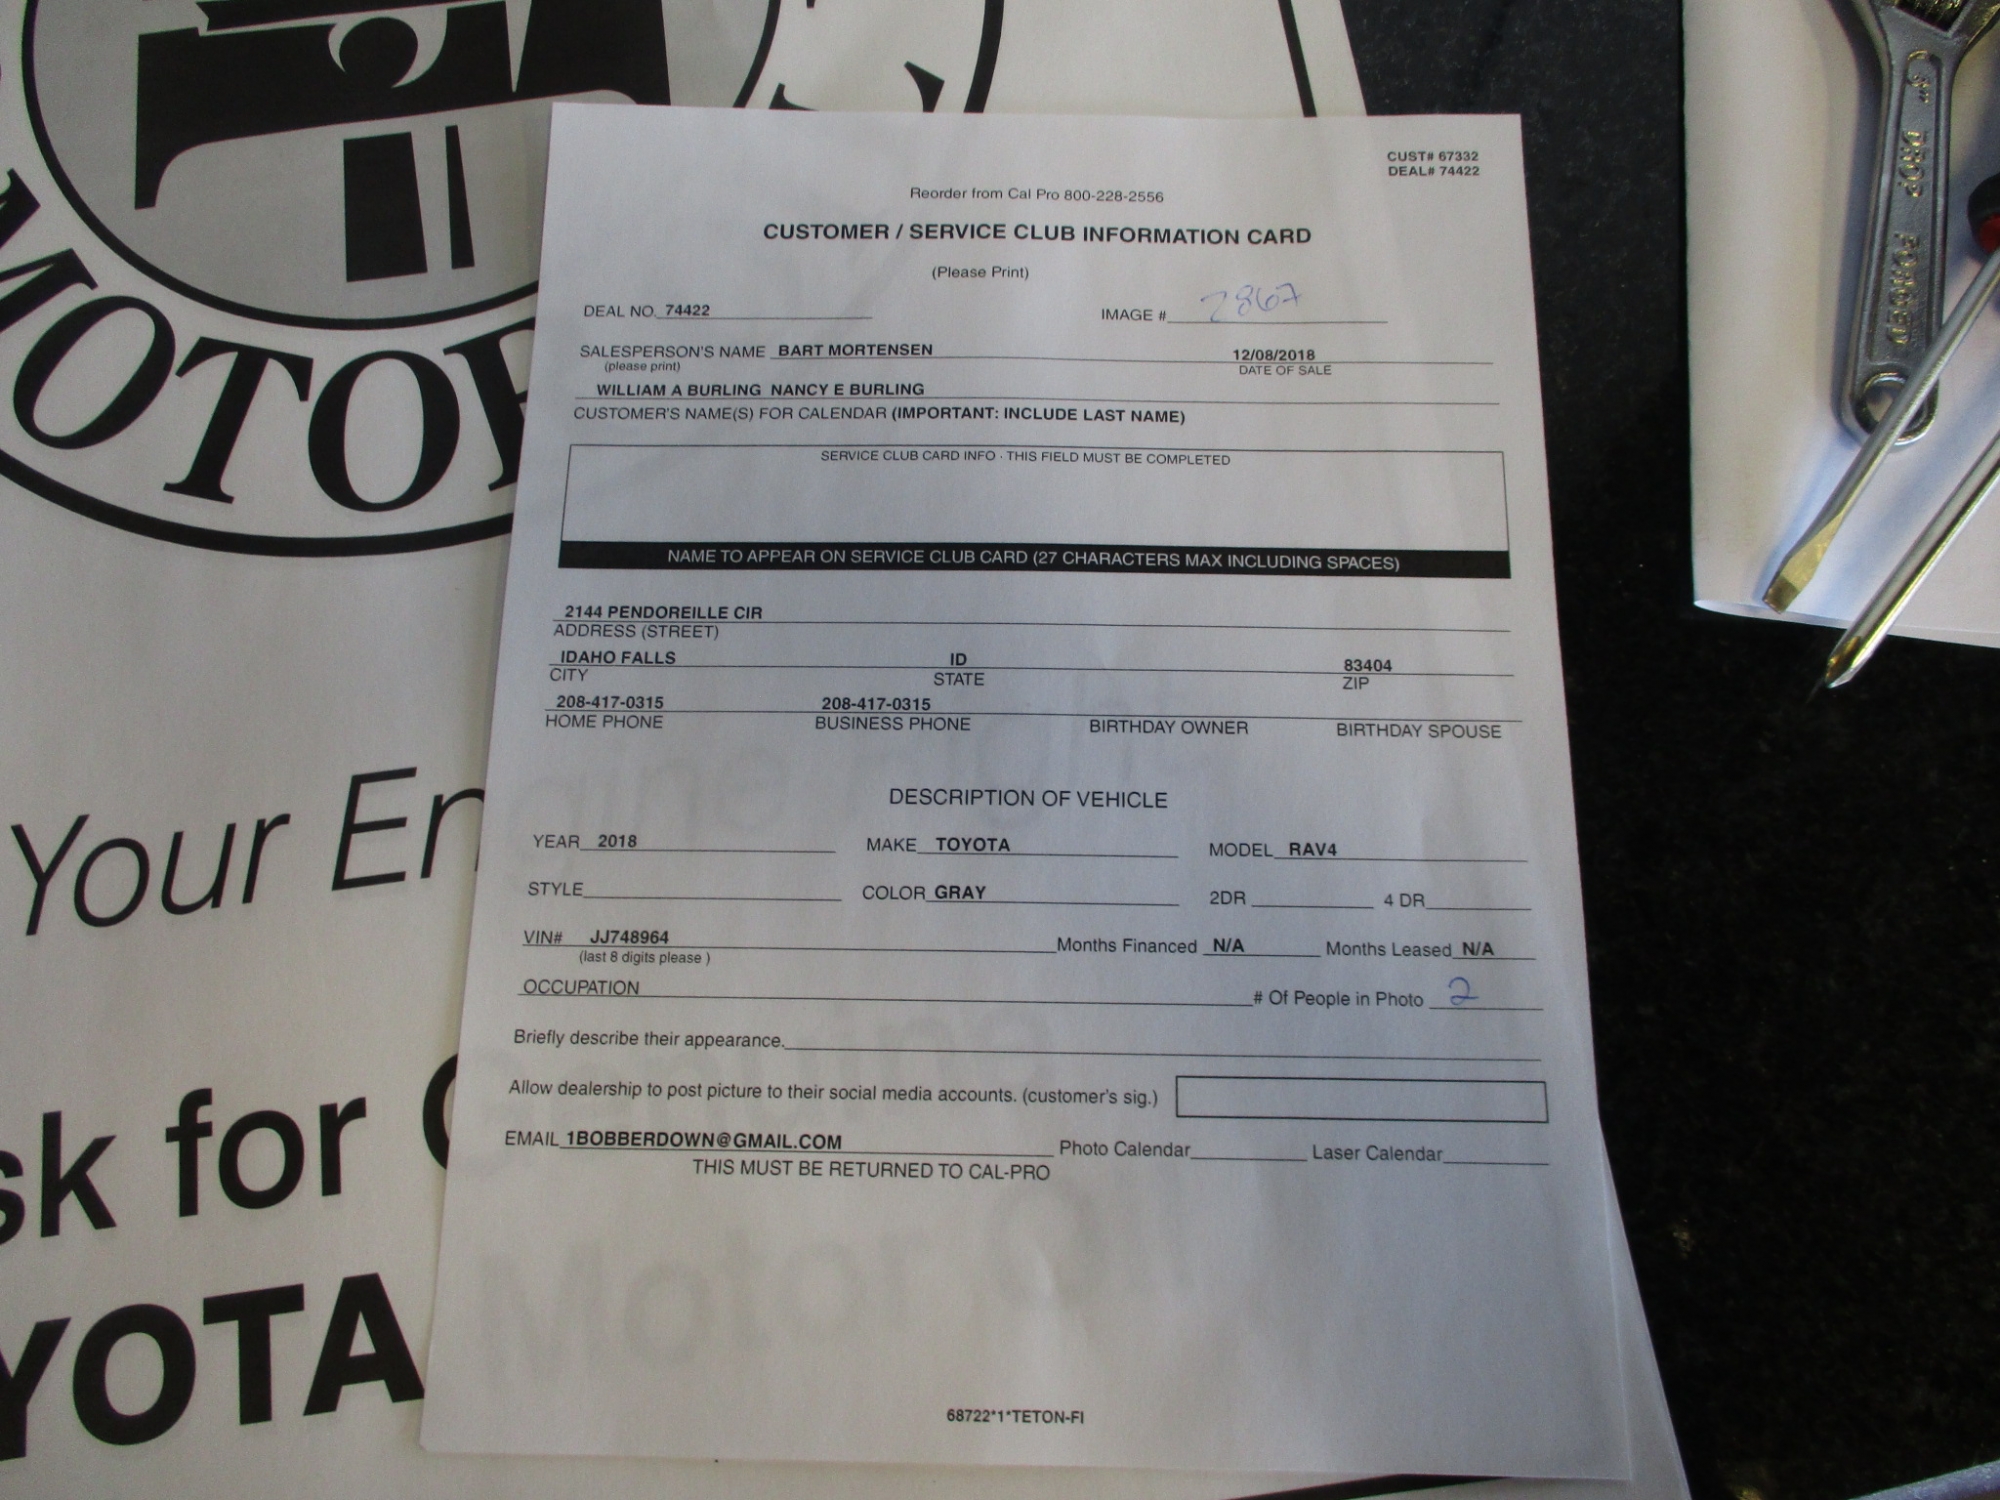 CUST# 67332
DEAL# 74422
Reorder from Cal Pro 800-228-2556
CUSTOMER / SERVICE CLUB INFORMATION CARD
(Please Print)
DEAL NO. 74422 IMAGE # 2867
SALESPERSON'S NAME BART MORTENSEN 12/08/2018
(please print) DATE OF SALE
WILLIAM A BURLING NANCY E BURLING
CUSTOMER'S NAME(S) FOR CALENDAR (IMPORTANT: INCLUDE LAST NAME)
SERVICE CLUB CARD INFO · THIS FIELD MUST BE COMPLETED
NAME TO APPEAR ON SERVICE CLUB CARD (27 CHARACTERS MAX INCLUDING SPACES)
2144 PENDOREILLE CIR
ADDRESS (STREET)
IDAHO FALLS ID 83404
CITY STATE ZIP
208-417-0315 208-417-0315
HOME PHONE BUSINESS PHONE BIRTHDAY OWNER BIRTHDAY SPOUSE
DESCRIPTION OF VEHICLE
YEAR 2018 MAKE TOYOTA MODEL RAV4
STYLE COLOR GRAY 2DR 4 DR
VIN# JJ748964 Months Financed N/A Months Leased N/A
(last 8 digits please )
OCCUPATION # Of People in Photo 2
Briefly describe their appearance.
Allow dealership to post picture to their social media accounts. (customer's sig.)
EMAIL 1BOBBERDOWN@GMAIL.COM Photo Calendar Laser Calendar
THIS MUST BE RETURNED TO CAL-PRO
68722*1*TETON-FI
MOTOR
Your En
sk for
YOTA
DROP
FORGED